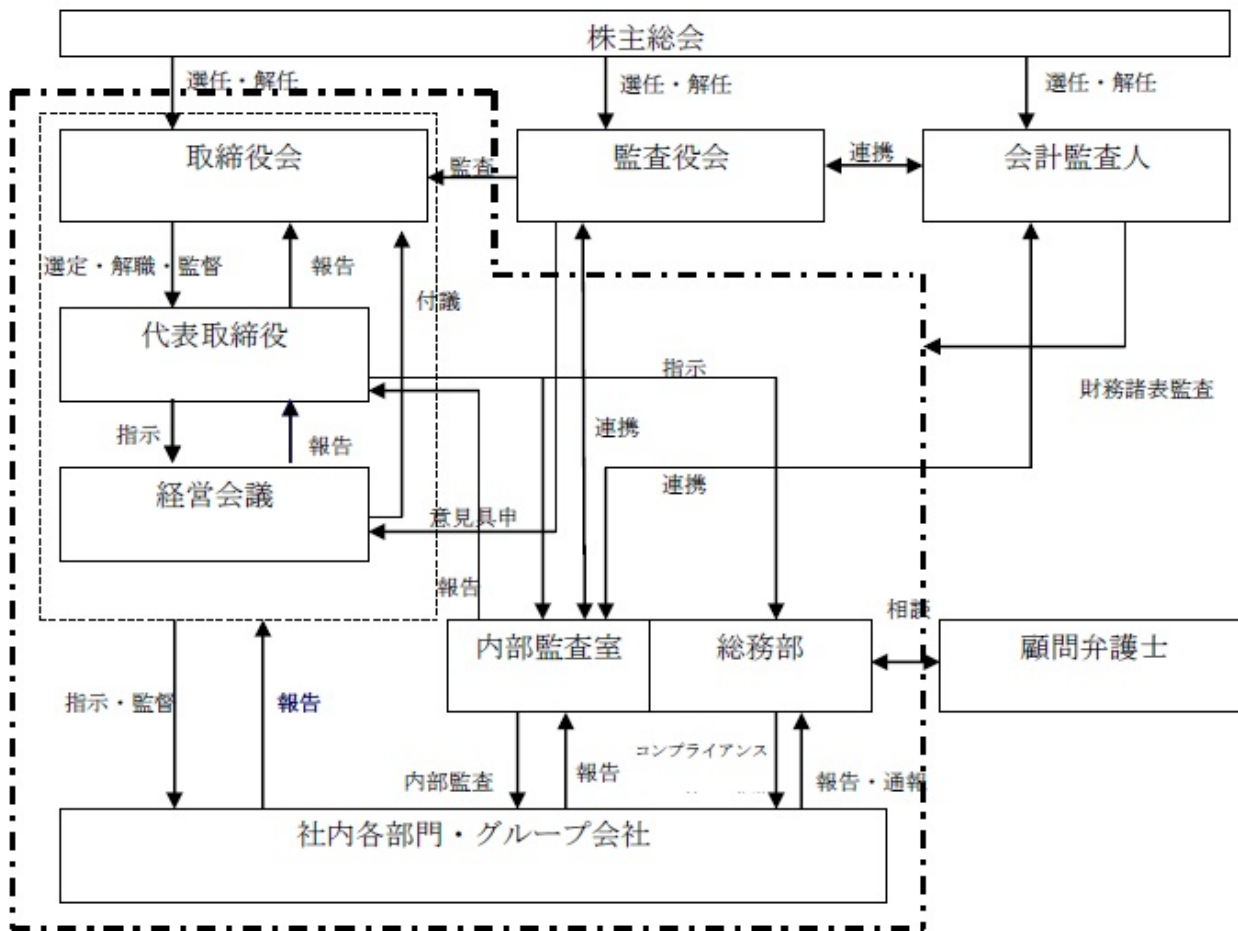 株主総会
選任・解任
選任・解任
選任・解任
取締役会
監査
監査役会
連携
会計監査人
選定・解職・監督
報告
付議
代表取締役
指示
財務諸表監査
指示
報告
連携
連携
経営会議
意見具申
報告
相談
内部監査室
総務部
顧問弁護士
指示・監督
報告
コンプライアンス
内部監査
報告
報告・通報
社内各部門・グループ会社